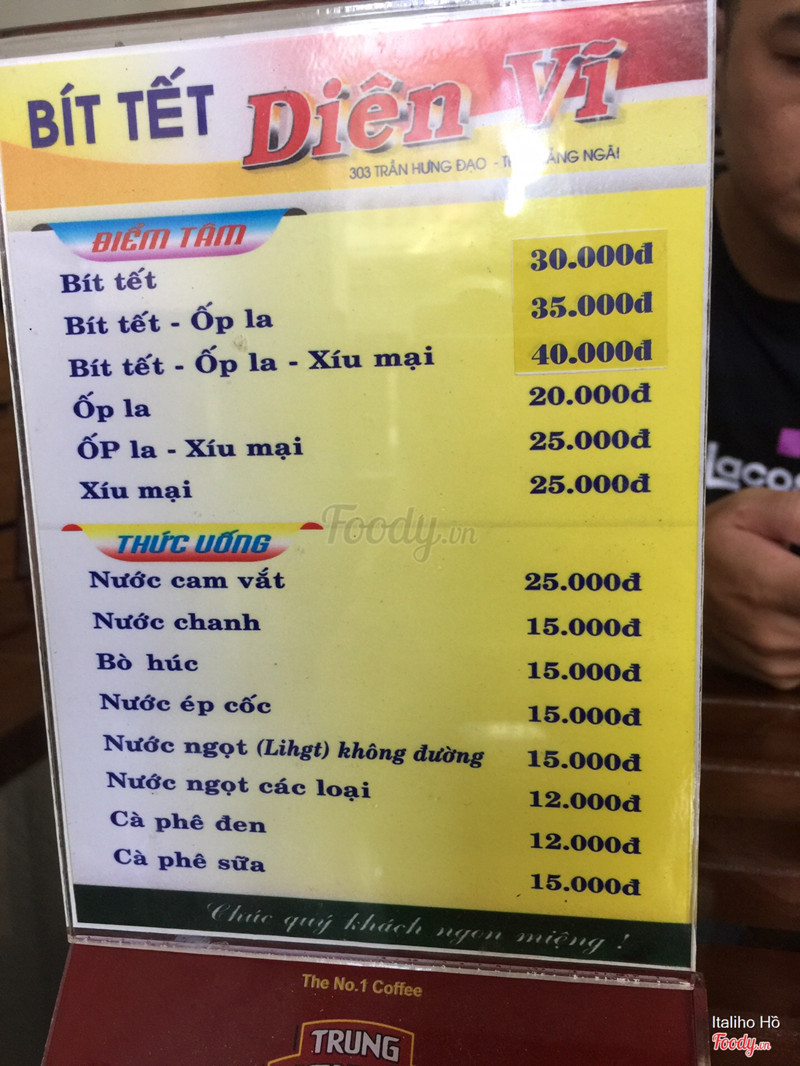 BÍT TẾT Diên Vĩ
303 TRẦN HƯNG ĐẠO - NGÃI
ĐIỂM TÂM
Bít tết 30.000đ
Bít tết - Ốp la 35.000đ
Bít tết - Ốp la - Xíu mại 40.000đ
Ốp la 20.000đ
ỐP la - Xíu mại 25.000đ
Xíu mại 25.000đ
Foody.vn
THỨC UỐNG
Nước cam vắt 25.000đ
Nước chanh 15.000đ
Bò húc 15.000đ
Nước ép cốc 15.000đ
Nước ngọt (Lihgt) không đường 15.000đ
Nước ngọt các loại 12.000đ
Cà phê đen 12.000đ
Cà phê sữa 15.000đ
Chúc quý khách ngon miệng !
The No.1 Coffee
TRUNG
Italiho Hồ
Foody.vn